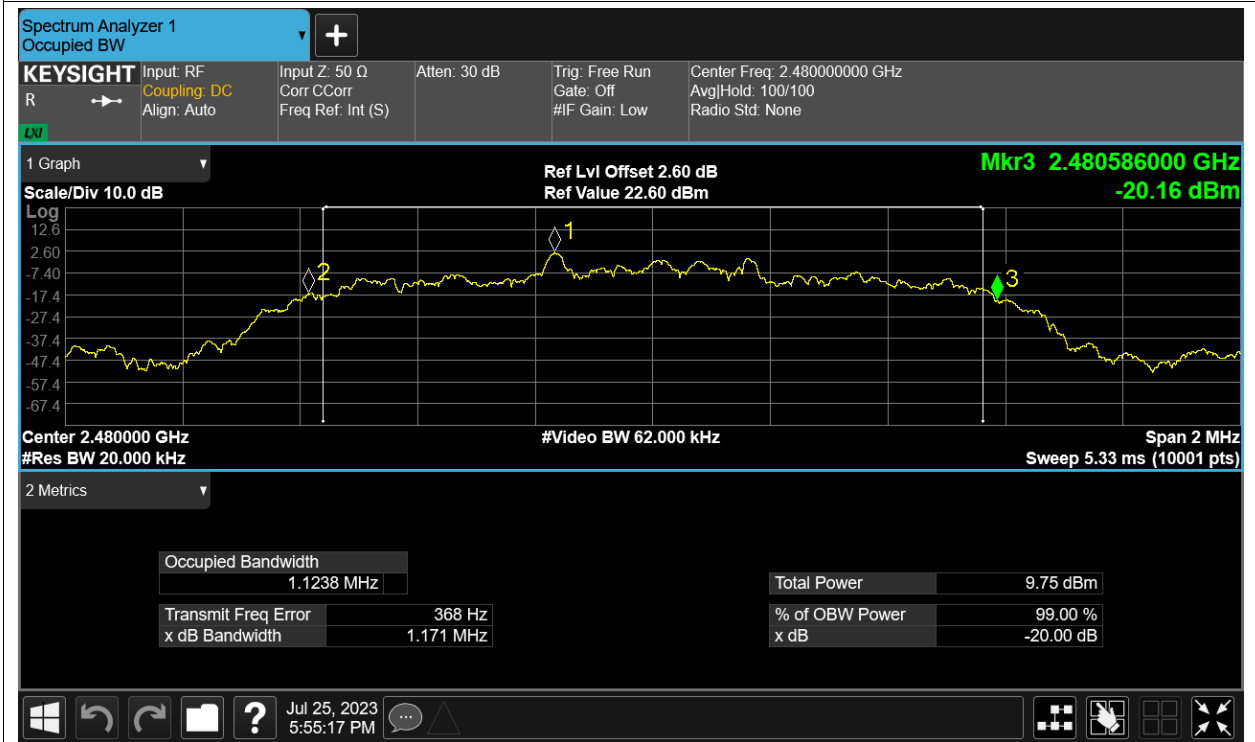 Spectrum Analyzer 1
Occupied BW
+
KEYSIGHT
R
LXI
Input: RF
Coupling: DC
Align: Auto
Input Z: 50 Ω
Corr CCorr
Freq Ref: Int (S)
Atten: 30 dB
Trig: Free Run
Gate: Off
#IF Gain: Low
Center Freq: 2.480000000 GHz
Avg|Hold: 100/100
Radio Std: None
1 Graph
Scale/Div 10.0 dB
Ref Lvl Offset 2.60 dB
Ref Value 22.60 dBm
Mkr3 2.480586000 GHz
-20.16 dBm
Log
12.6
2.60
-7.40
-17.4
-27.4
-37.4
-47.4
-57.4
-67.4
1
2
3
Center 2.480000 GHz
#Res BW 20.000 kHz
#Video BW 62.000 kHz
Span 2 MHz
Sweep 5.33 ms (10001 pts)
2 Metrics
Occupied Bandwidth
1.1238 MHz
Transmit Freq Error 368 Hz
x dB Bandwidth 1.171 MHz
Total Power 9.75 dBm
% of OBW Power 99.00 %
x dB -20.00 dB
?
Jul 25, 2023
5:55:17 PM